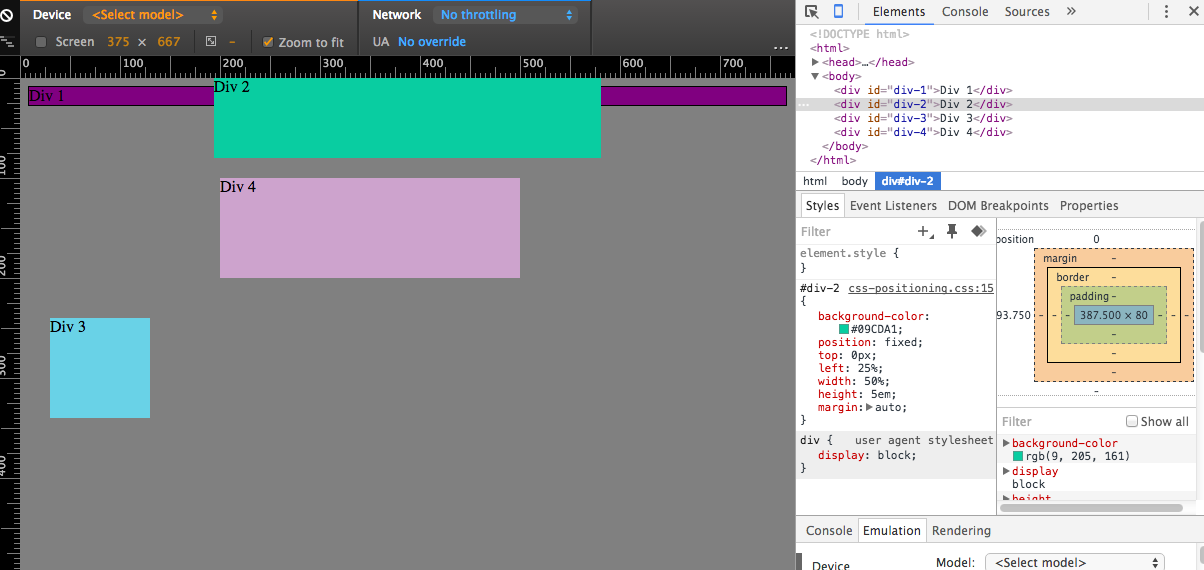 Device <Select model> Network No throttling
Screen 375 × 667 – Zoom to fit UA No override ...
0 100 200 300 400 500 600 700
0
100
200
300
400
Div 1
Div 2
Div 4
Div 3
Elements Console Sources »
<!DOCTYPE html>
<html>
<head>…</head>
<body>
<div id="div-1">Div 1</div>
... <div id="div-2">Div 2</div>
<div id="div-3">Div 3</div>
<div id="div-4">Div 4</div>
</body>
</html>
html body div#div-2
Styles Event Listeners DOM Breakpoints Properties
Filter
element.style {
}
#div-2 css-positioning.css:15
{
background-color:
#09CDA1;
position: fixed;
top: 0px;
left: 25%;
width: 50%;
height: 5em;
margin: auto;
}
div { user agent stylesheet
display: block;
}
position 0
margin –
border –
padding –
93.750 – – – 387.500 × 80 – – –
–
–
–
–
Filter Show all
background-color
rgb(9, 205, 161)
display
block
height
Console Emulation Rendering
Device Model: <Select model>